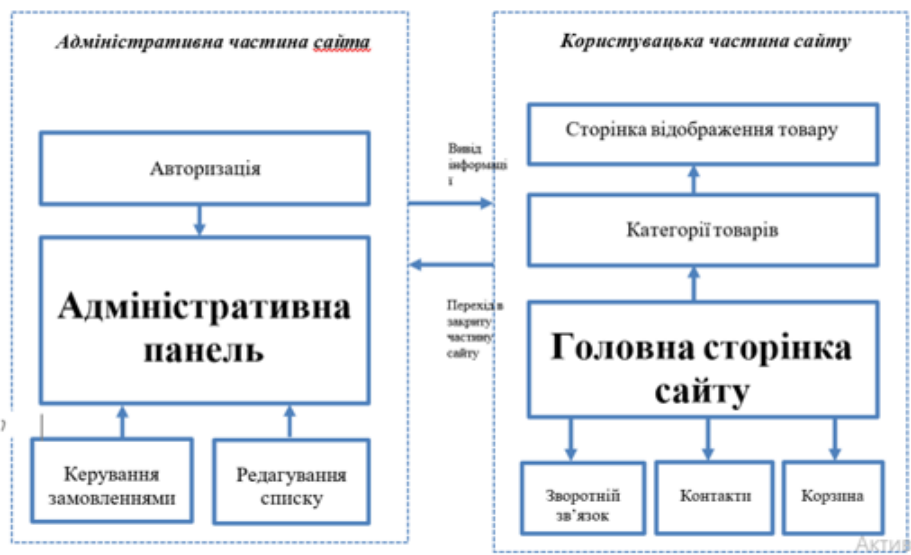 Адміністративна частина сайта
Авторизація
Адміністративна
панель
Керування
замовленнями
Редагування
списку
Вивід
інформаці
ї
Перехід в
закриту
частину
сайту
Користувацька частина сайту
Сторінка відображення товару
Категорії товарів
Головна сторінка
сайту
Зворотній
зв’язок
Контакти
Корзина